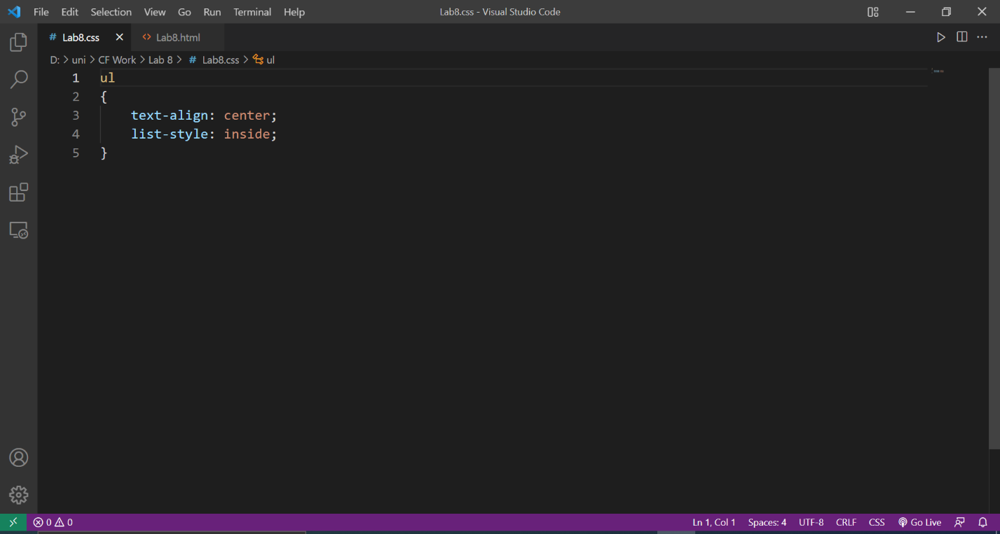 File Edit Selection View Go Run Terminal Help Lab8.css - Visual Studio Code
# Lab8.css Lab8.html
D: > uni > CF Work > Lab 8 > # Lab8.css > ul
1 ul
2 {
3 text-align: center;
4 list-style: inside;
5 }
0 0 Ln 1, Col 1 Spaces: 4 UTF-8 CRLF CSS Go Live